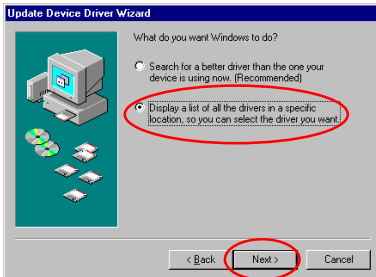 Update Device Driver Wizard
What do you want Windows to do?
Search for a better driver than the one your
device is using now. (Recommended)
Display a list of all the drivers in a specific
location, so you can select the driver you want.
< Back
Next >
Cancel